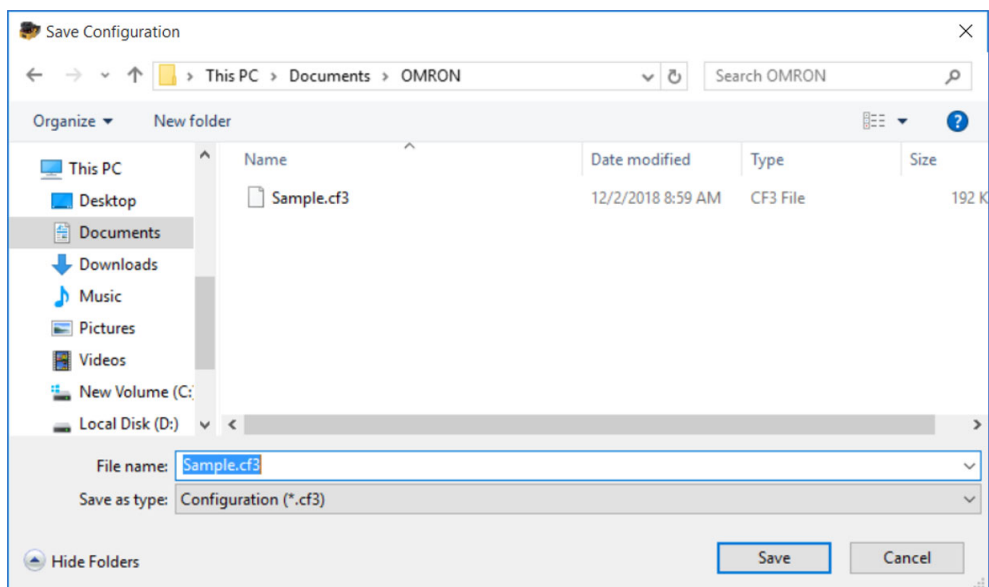 Save Configuration
This PC > Documents > OMRON
Search OMRON
Organize
New folder
Name
Date modified
Type
Size
This PC
Sample.cf3
12/2/2018 8:59 AM
CF3 File
192 K
Desktop
Documents
Downloads
Music
Pictures
Videos
New Volume (C:
Local Disk (D:)
File name: Sample.cf3
Save as type: Configuration (*.cf3)
Hide Folders
Save
Cancel